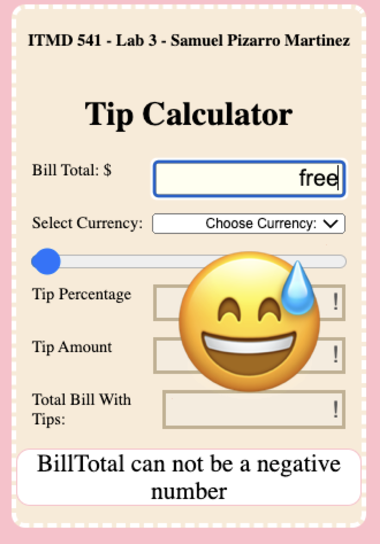 ITMD 541 - Lab 3 - Samuel Pizarro Martinez
Tip Calculator
Bill Total: $ free
Select Currency: Choose Currency:
Tip Percentage !
Tip Amount !
Total Bill With
Tips: !
BillTotal can not be a negative
number